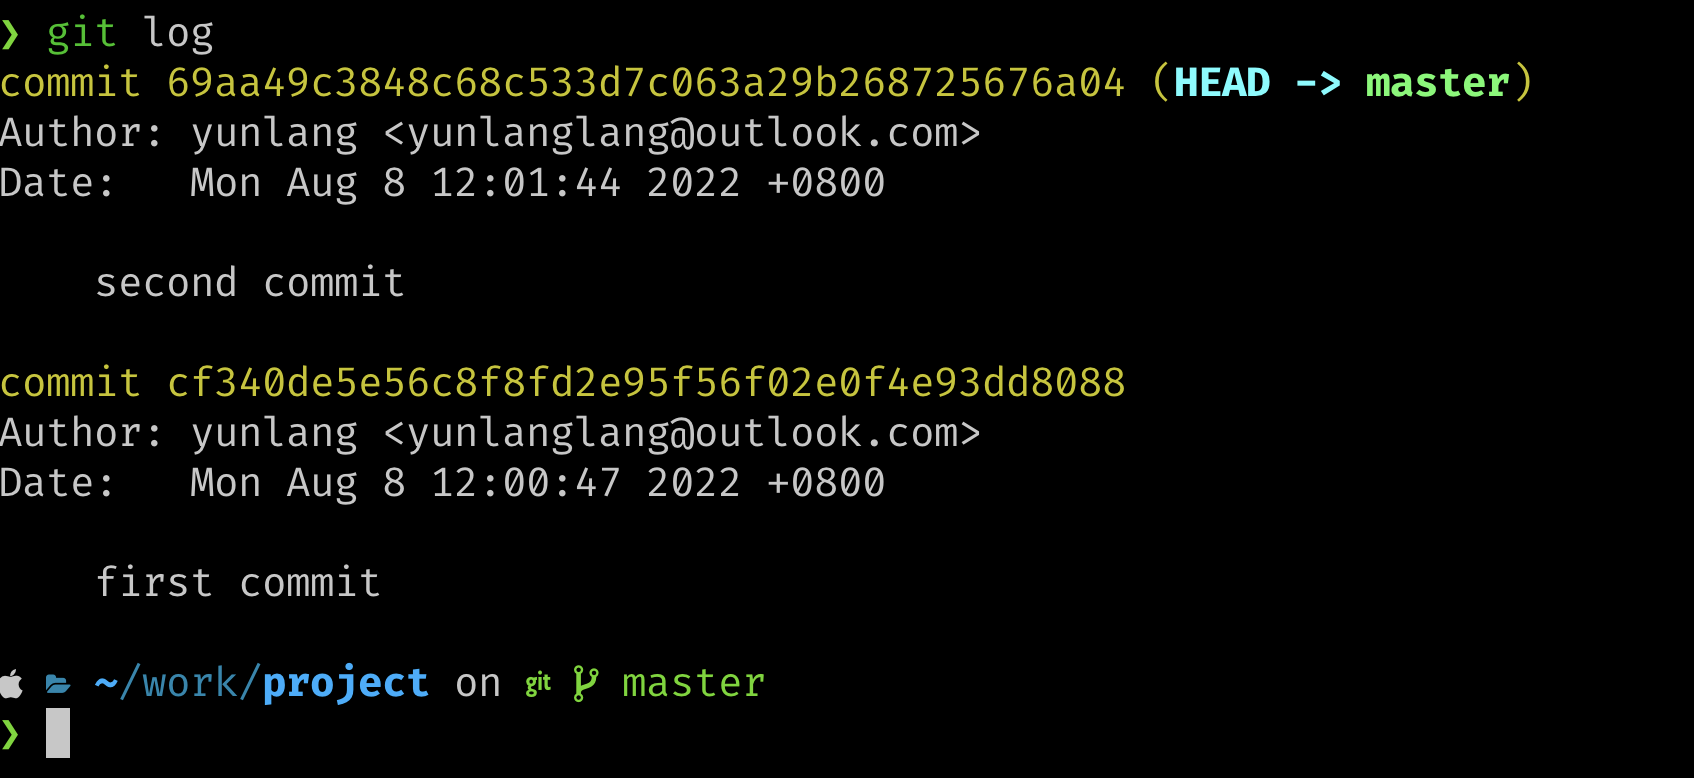 ❯ git log
commit 69aa49c3848c68c533d7c063a29b268725676a04 (HEAD -> master)
Author: yunlang <yunlanglang@outlook.com>
Date:   Mon Aug 8 12:01:44 2022 +0800
    second commit
commit cf340de5e56c8f8fd2e95f56f02e0f4e93dd8088
Author: yunlang <yunlanglang@outlook.com>
Date:   Mon Aug 8 12:00:47 2022 +0800
    first commit
~/work/project on git master
❯